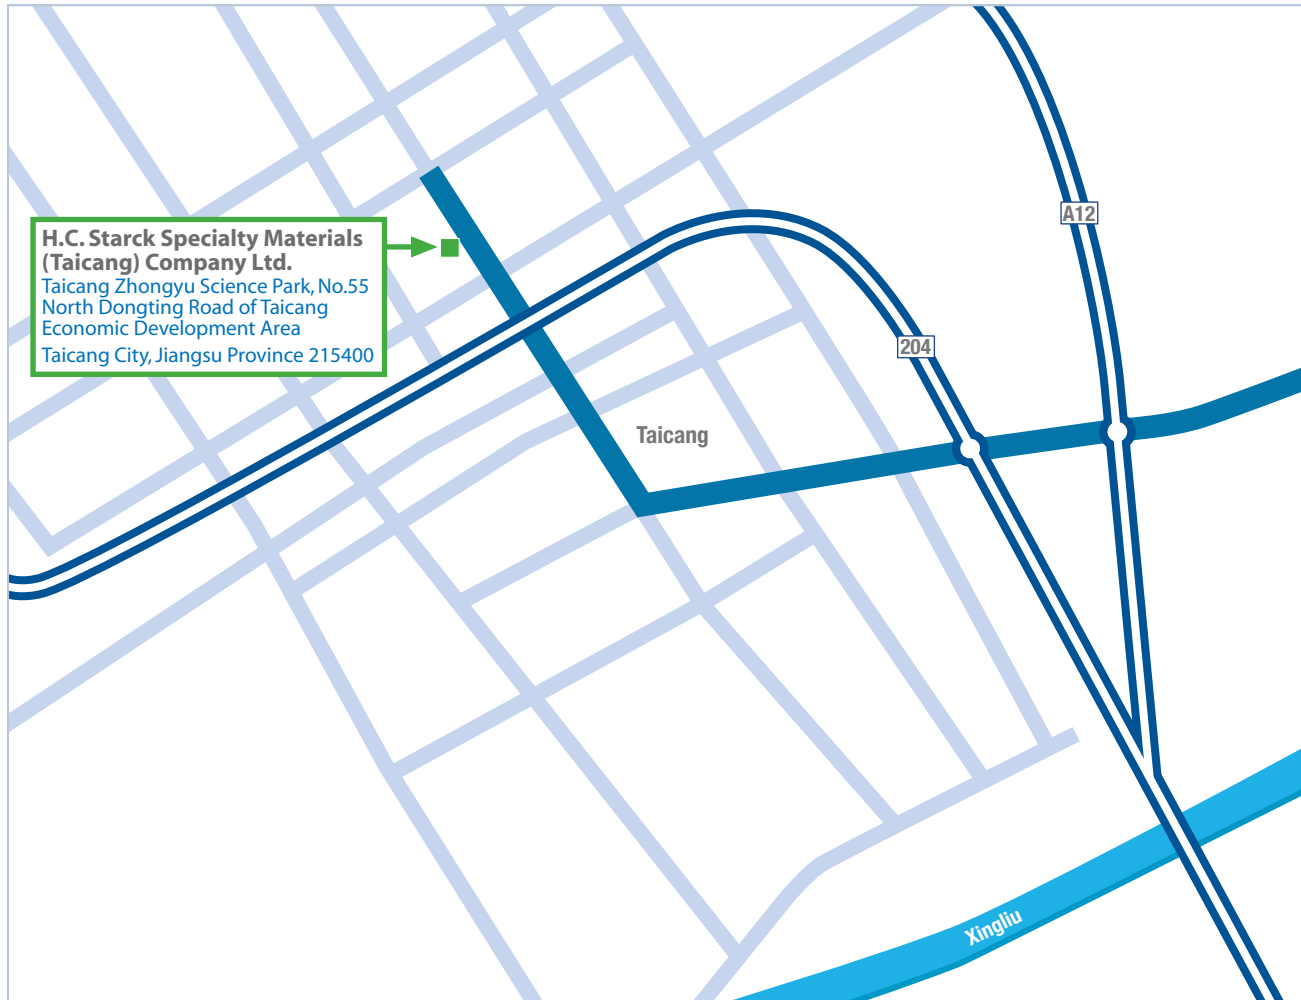 A12
H.C. Starck Specialty Materials
(Taicang) Company Ltd.
Taicang Zhongyu Science Park, No.55
North Dongting Road of Taicang
Economic Development Area
Taicang City, Jiangsu Province 215400
204
Taicang
Xingliu